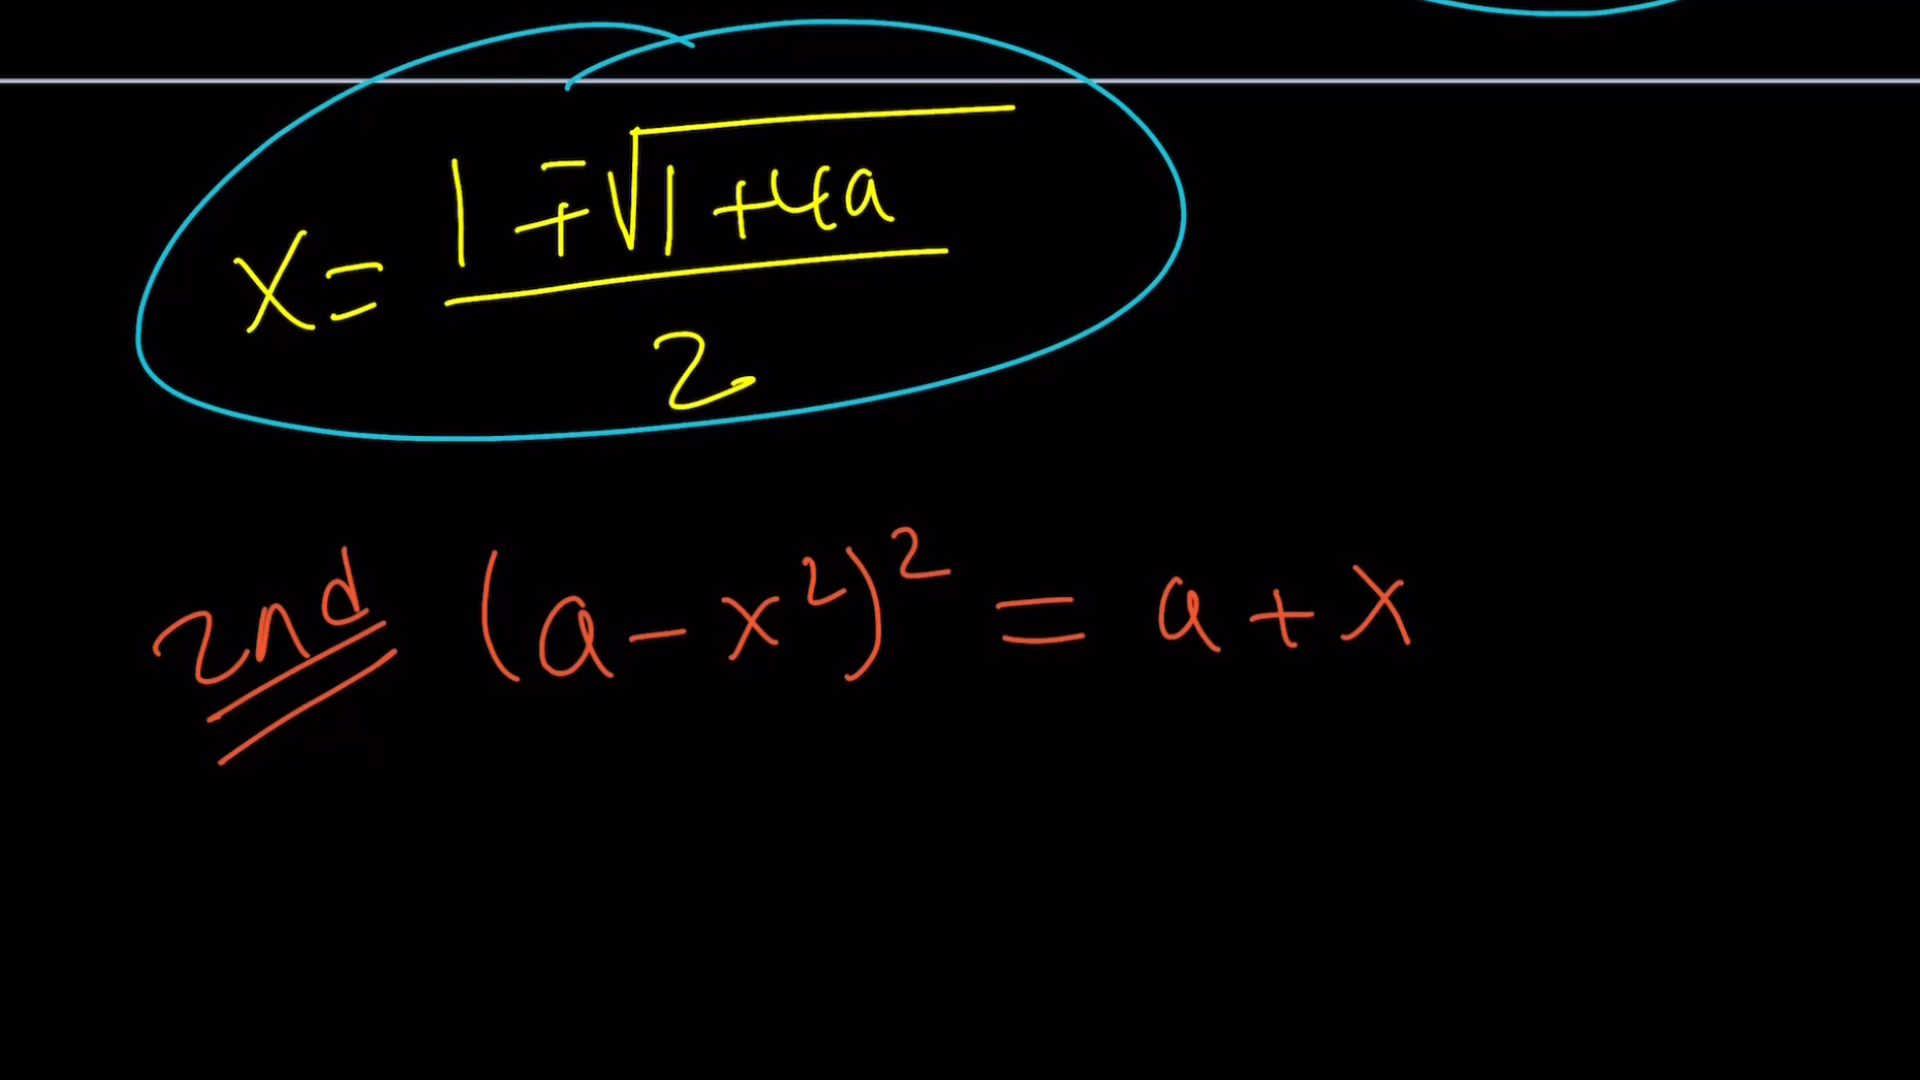 x = (1 ∓ √(1+4a)) / 2
2nd (a - x²)² = a + x